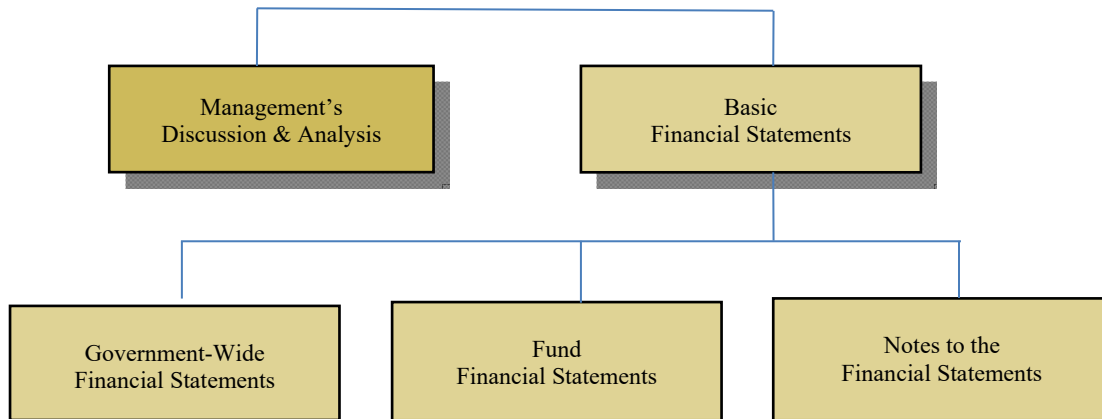 Management’s
Discussion & Analysis
Basic
Financial Statements
Government-Wide
Financial Statements
Fund
Financial Statements
Notes to the
Financial Statements